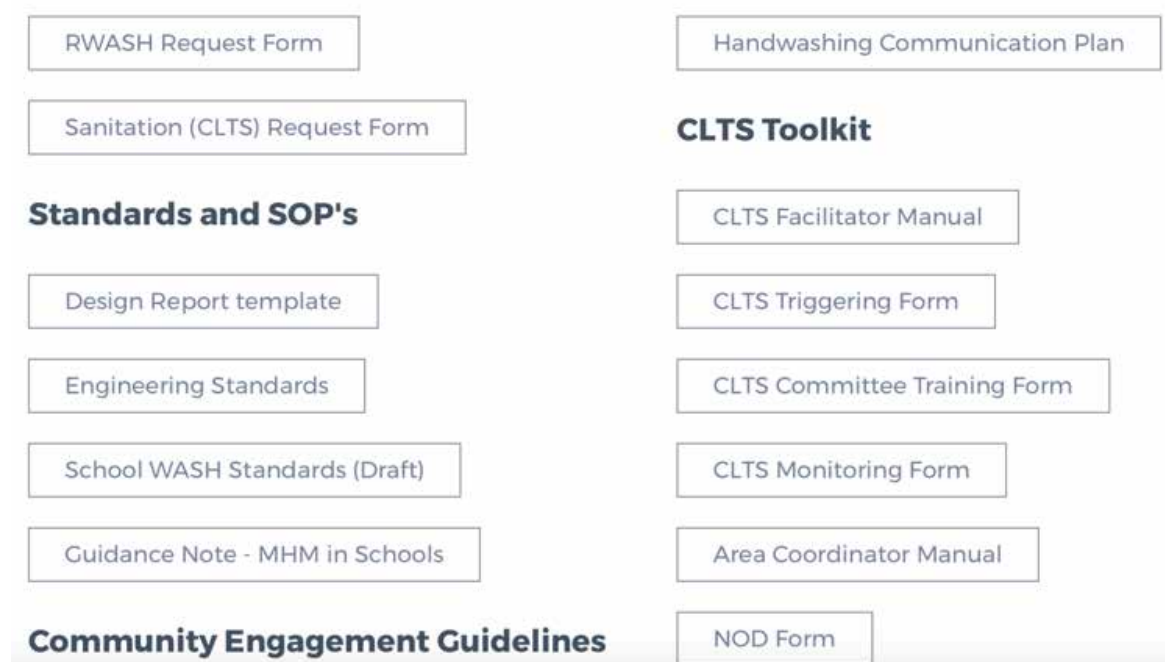 RWASH Request Form
Sanitation (CLTS) Request Form
Standards and SOP's
Design Report template
Engineering Standards
School WASH Standards (Draft)
Guidance Note - MHM in Schools
Community Engagement Guidelines
Handwashing Communication Plan
CLTS Toolkit
CLTS Facilitator Manual
CLTS Triggering Form
CLTS Committee Training Form
CLTS Monitoring Form
Area Coordinator Manual
NOD Form